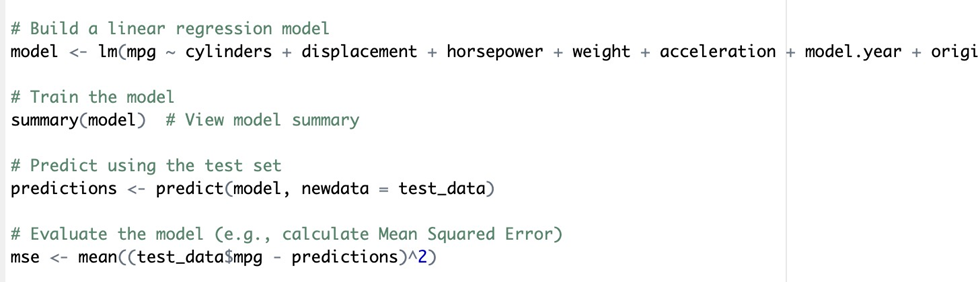 # Build a linear regression model
model <- lm(mpg ~ cylinders + displacement + horsepower + weight + acceleration + model.year + origi
# Train the model
summary(model)  # View model summary
# Predict using the test set
predictions <- predict(model, newdata = test_data)
# Evaluate the model (e.g., calculate Mean Squared Error)
mse <- mean((test_data$mpg - predictions)^2)